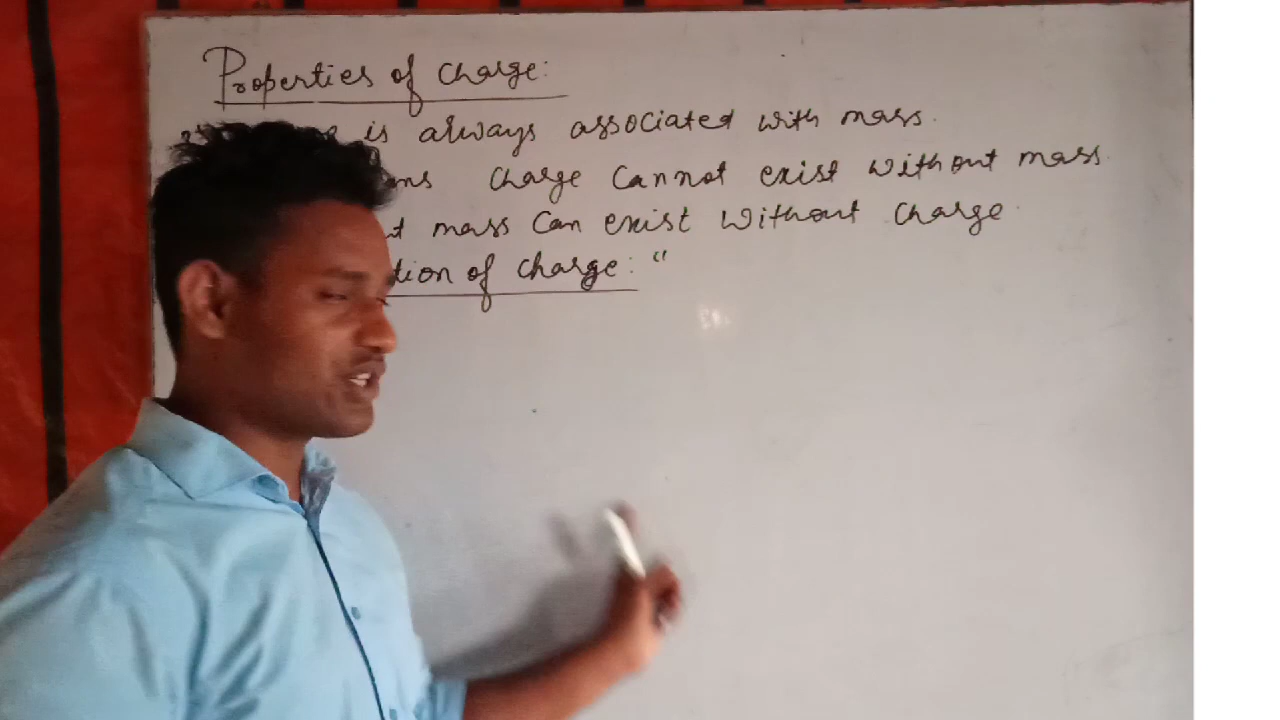 Properties of charge:
is always associated with mass.
charge cannot exist without mass.
mass can exist without charge.
of charge: "